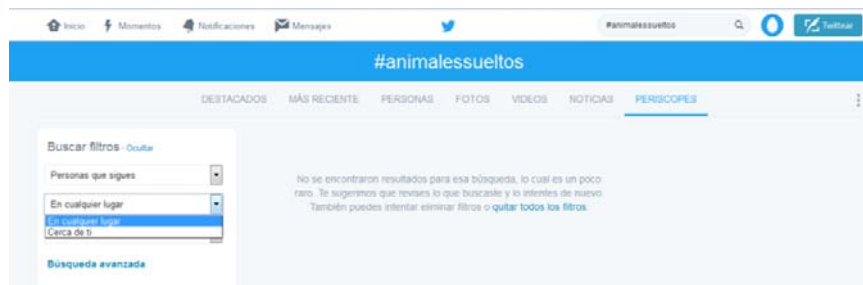 Inicio Momentos Notificaciones Mensajes #animalessueltos Twittear
#animalessueltos
DESTACADOS MÁS RECIENTE PERSONAS FOTOS VIDEOS NOTICIAS PERISCOPES
Buscar filtros · Ocultar
Personas que sigues
En cualquier lugar
En cualquier lugar
Cerca de ti
Búsqueda avanzada
No se encontraron resultados para esa búsqueda, lo cual es un poco
raro. Te sugerimos que revises lo que buscaste y lo intentes de nuevo.
También puedes intentar eliminar filtros o quitar todos los filtros.